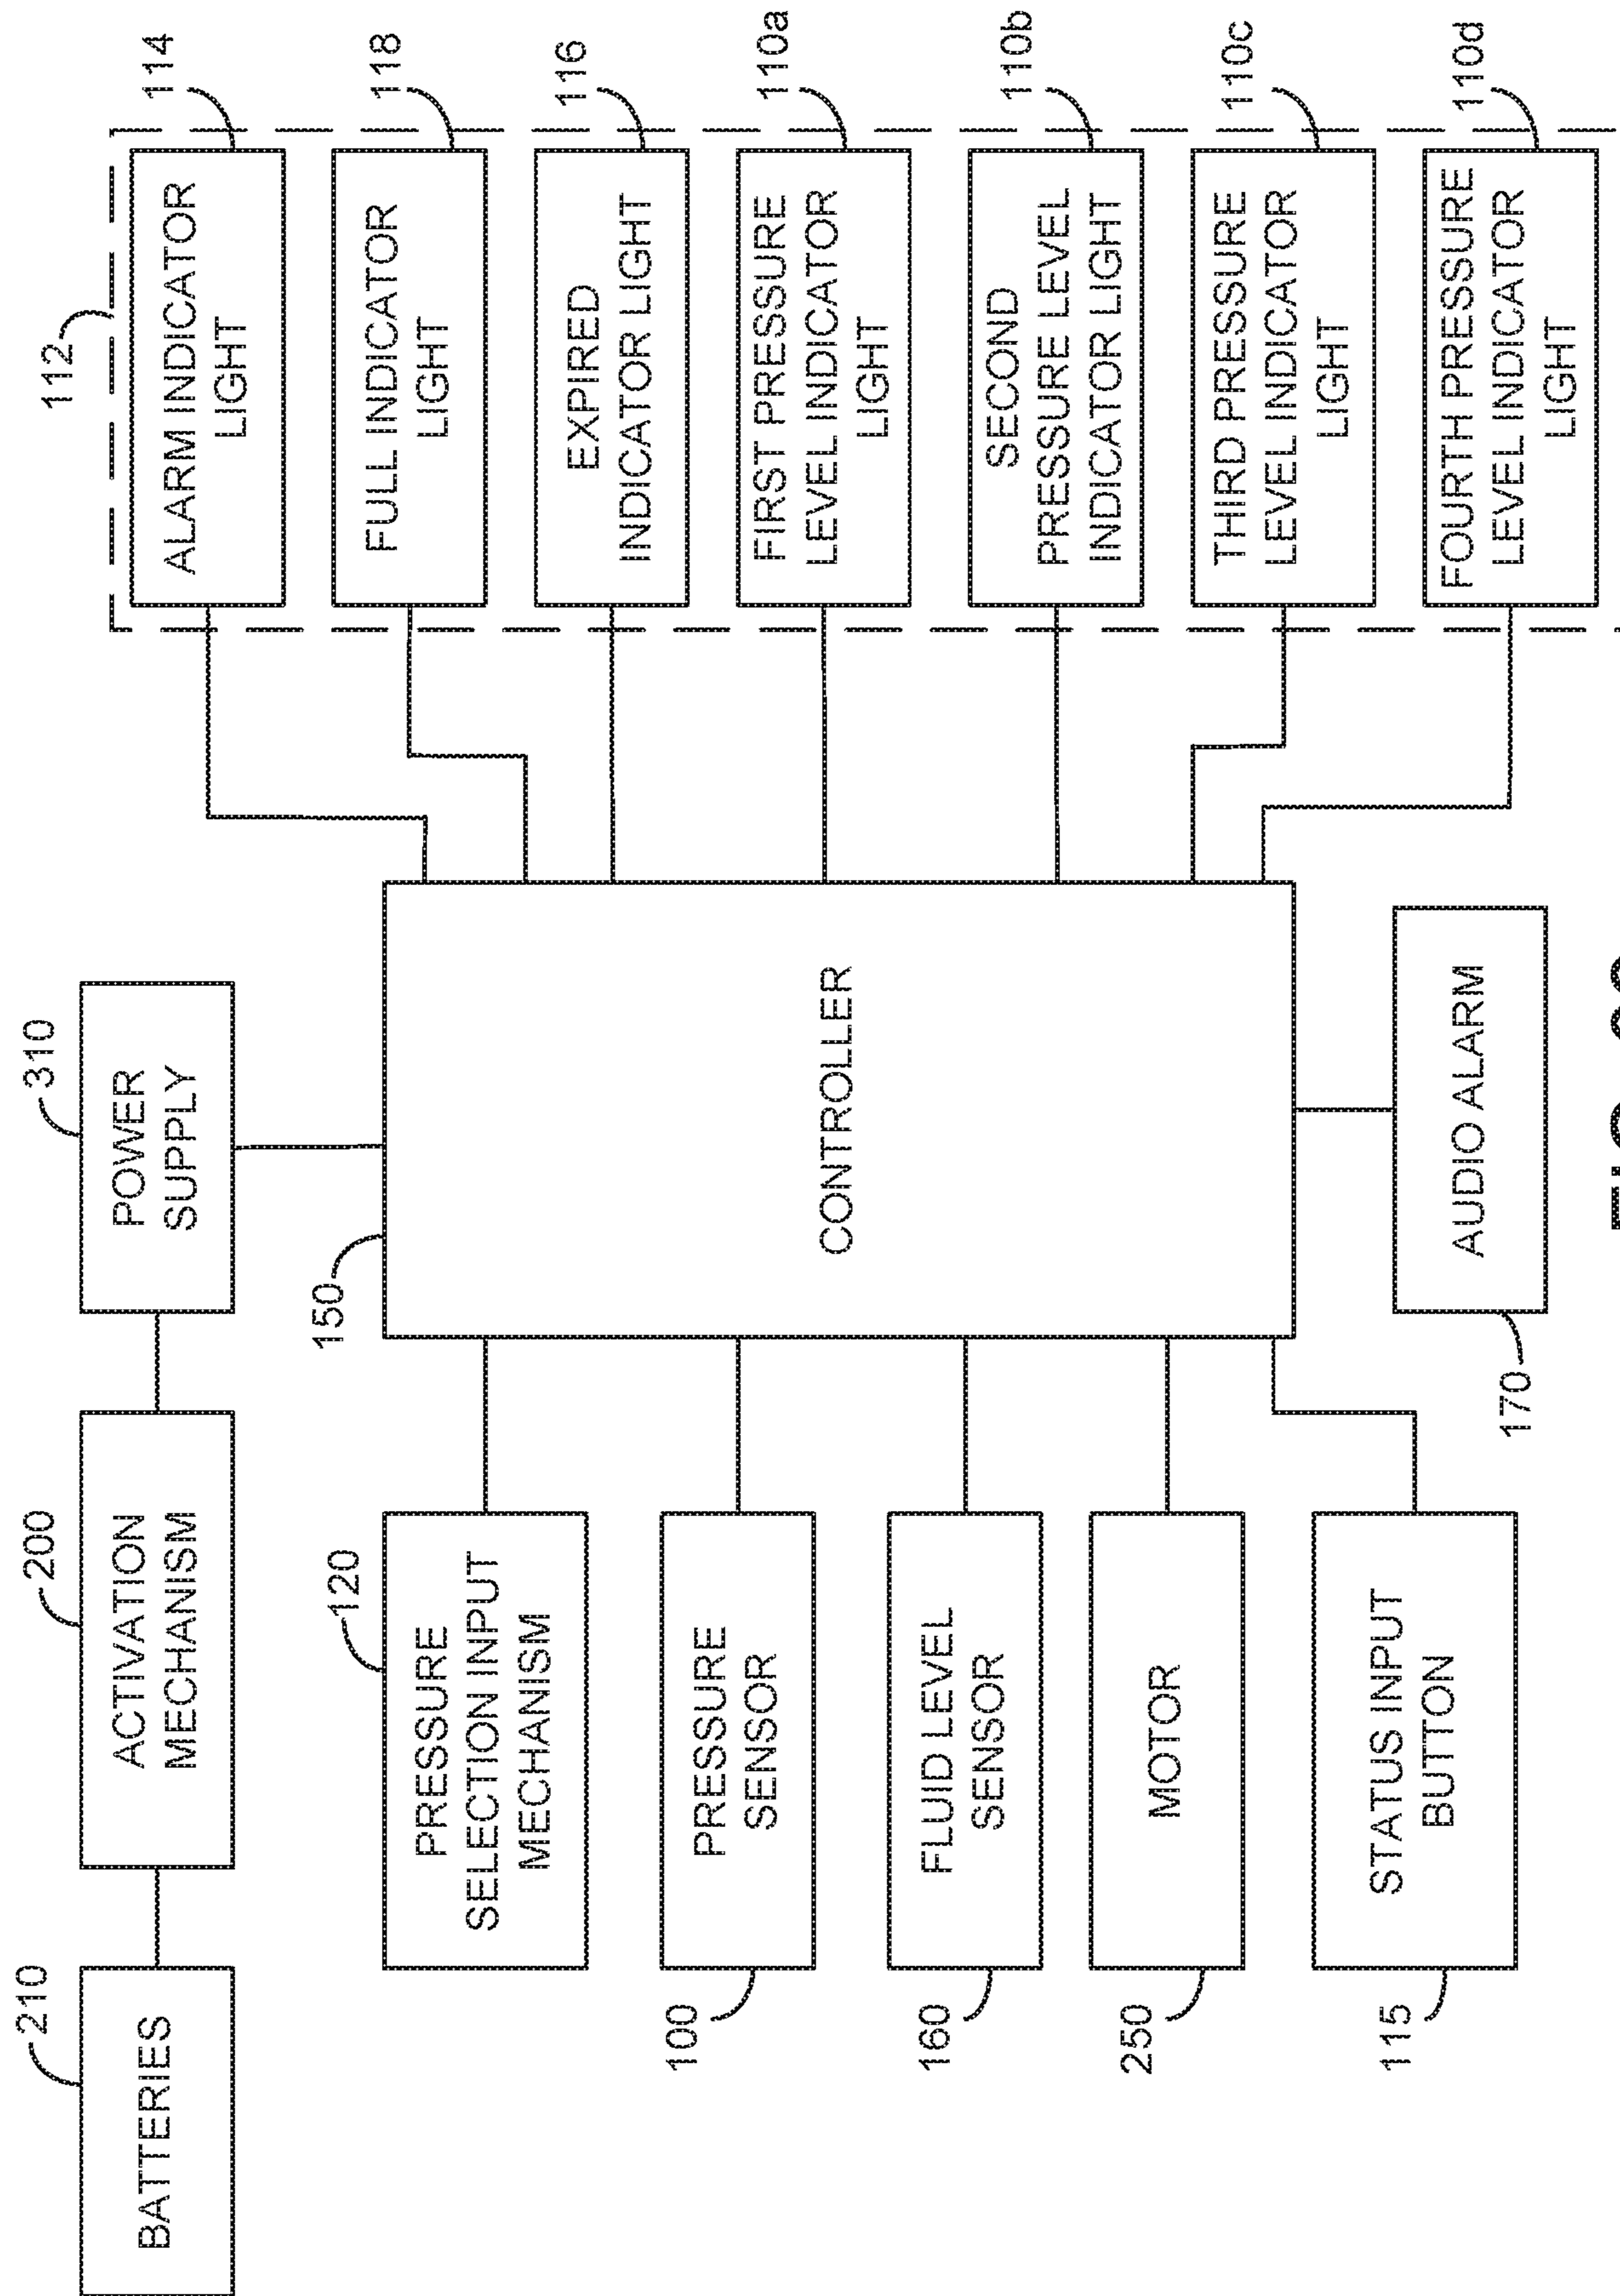 210
BATTERIES
200
ACTIVATION
MECHANISM
310
POWER
SUPPLY
112
120
PRESSURE
SELECTION INPUT
MECHANISM
100
PRESSURE
SENSOR
160
FLUID LEVEL
SENSOR
250
MOTOR
115
STATUS INPUT
BUTTON
150
CONTROLLER
170
AUDIO ALARM
114
ALARM INDICATOR
LIGHT
118
FULL INDICATOR
LIGHT
116
EXPIRED
INDICATOR LIGHT
110a
FIRST PRESSURE
LEVEL INDICATOR
LIGHT
110b
SECOND
PRESSURE LEVEL
INDICATOR LIGHT
110c
THIRD PRESSURE
LEVEL INDICATOR
LIGHT
110d
FOURTH PRESSURE
LEVEL INDICATOR
LIGHT